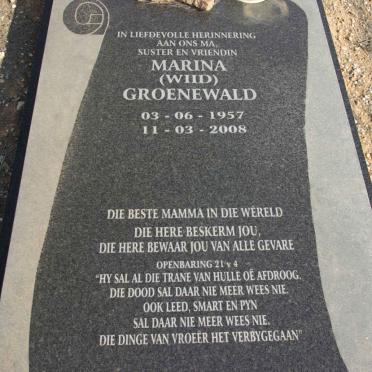 IN LIEFDEVOLLE HERINNERING
AAN ONS MA,
SUSTER EN VRIENDIN
MARINA
(WIID)
GROENEWALD
03 - 06 - 1957
11 - 03 - 2008
DIE BESTE MAMMA IN DIE WÊRELD
DIE HERE BESKERM JOU,
DIE HERE BEWAAR JOU VAN ALLE GEVARE
OPENBARING 21 v 4
"HY SAL AL DIE TRANE VAN HULLE OË AFDROOG.
DIE DOOD SAL DAAR NIE MEER WEES NIE.
OOK LEED, SMART EN PYN
SAL DAAR NIE MEER WEES NIE.
DIE DINGE VAN VROEËR HET VERBYGEGAAN"